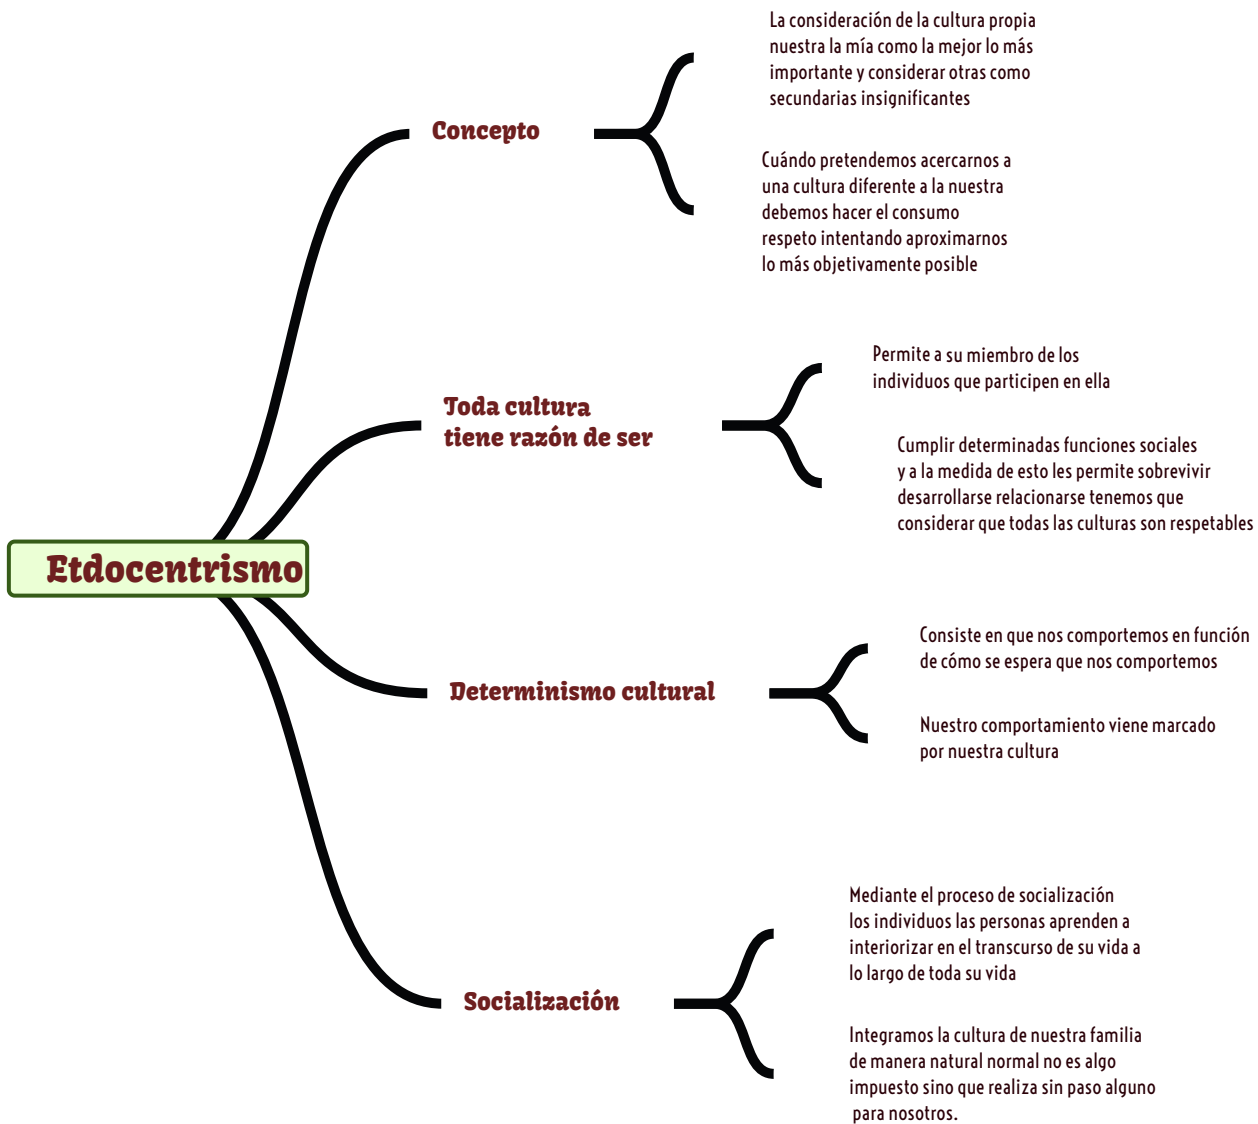 Etdocentrismo
Concepto
La consideración de la cultura propia
nuestra la mía como la mejor lo más
importante y considerar otras como
secundarias insignificantes
Cuándo pretendemos acercarnos a
una cultura diferente a la nuestra
debemos hacer el consumo
respeto intentando aproximarnos
lo más objetivamente posible
Toda cultura
tiene razón de ser
Permite a su miembro de los
individuos que participen en ella
Cumplir determinadas funciones sociales
y a la medida de esto les permite sobrevivir
desarrollarse relacionarse tenemos que
considerar que todas las culturas son respetables
Determinismo cultural
Consiste en que nos comportemos en función
de cómo se espera que nos comportemos
Nuestro comportamiento viene marcado
por nuestra cultura
Socialización
Mediante el proceso de socialización
los individuos las personas aprenden a
interiorizar en el transcurso de su vida a
lo largo de toda su vida
Integramos la cultura de nuestra familia
de manera natural normal no es algo
impuesto sino que realiza sin paso alguno
para nosotros.